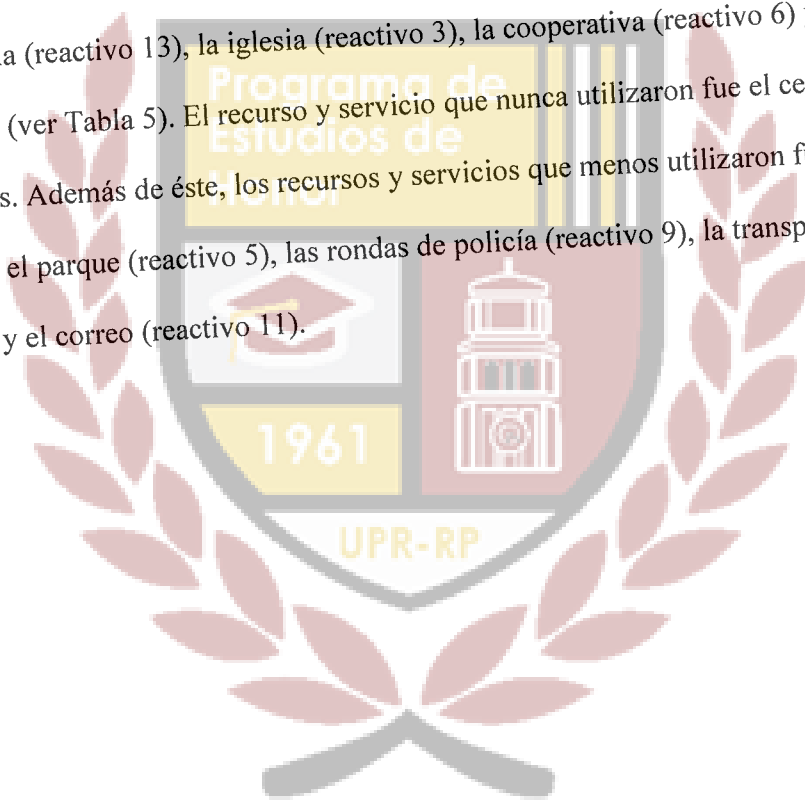 (reactivo 13), la iglesia (reactivo 3), la cooperativa (reactivo 6)
(ver Tabla 5). El recurso y servicio que nunca utilizaron fue el
Además de éste, los recursos y servicios que menos utilizaron
el parque (reactivo 5), las rondas de policía (reactivo 9), la
y el correo (reactivo 11).
Programa de
Estudios de
Honor
1961
UPR-RP